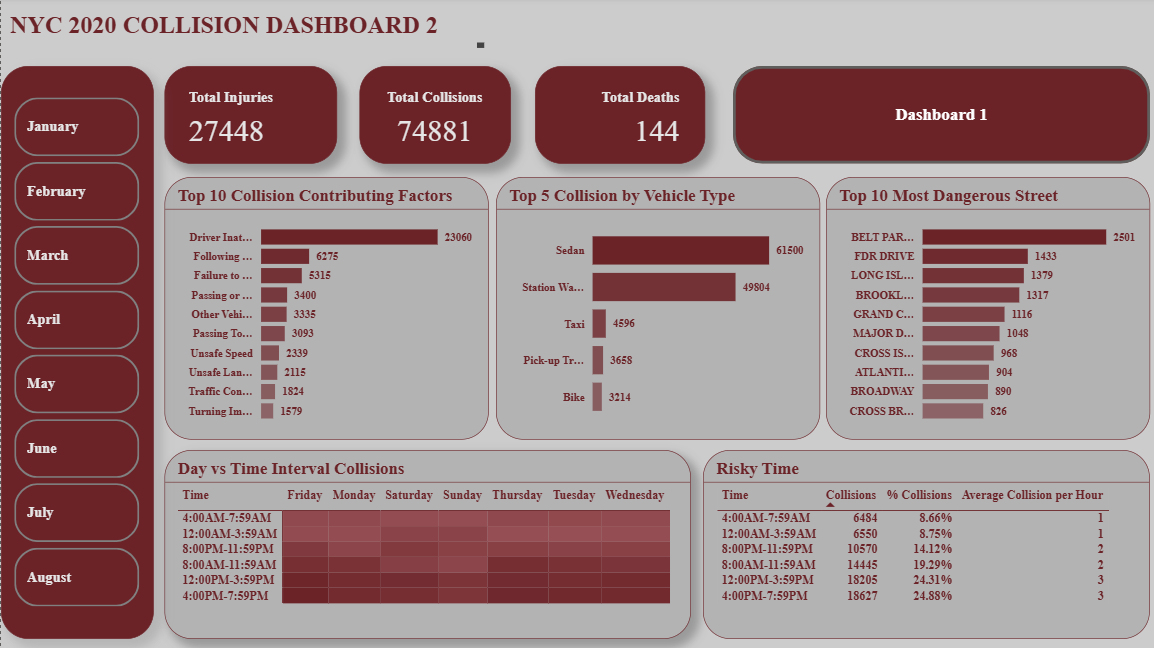 NYC 2020 COLLISION DASHBOARD 2
January
February
March
April
May
June
July
August
Total Injuries
27448
Total Collisions
74881
Total Deaths
144
Dashboard 1
Top 10 Collision Contributing Factors
Driver Inat... 23060
Following ... 6275
Failure to ... 5315
Passing or ... 3400
Other Vehi... 3335
Passing To... 3093
Unsafe Speed 2339
Unsafe Lan... 2115
Traffic Con... 1824
Turning Im... 1579
Top 5 Collision by Vehicle Type
Sedan 61500
Station Wa... 49804
Taxi 4596
Pick-up Tr... 3658
Bike 3214
Top 10 Most Dangerous Street
BELT PAR... 2501
FDR DRIVE 1433
LONG ISL... 1379
BROOKL... 1317
GRAND C... 1116
MAJOR D... 1048
CROSS IS... 968
ATLANTI... 904
BROADWAY 890
CROSS BR... 826
Day vs Time Interval Collisions
Time Friday Monday Saturday Sunday Thursday Tuesday Wednesday
4:00AM-7:59AM
12:00AM-3:59AM
8:00PM-11:59PM
8:00AM-11:59AM
12:00PM-3:59PM
4:00PM-7:59PM
Risky Time
Time Collisions % Collisions Average Collision per Hour
4:00AM-7:59AM 6484 8.66% 1
12:00AM-3:59AM 6550 8.75% 1
8:00PM-11:59PM 10570 14.12% 2
8:00AM-11:59AM 14445 19.29% 2
12:00PM-3:59PM 18205 24.31% 3
4:00PM-7:59PM 18627 24.88% 3